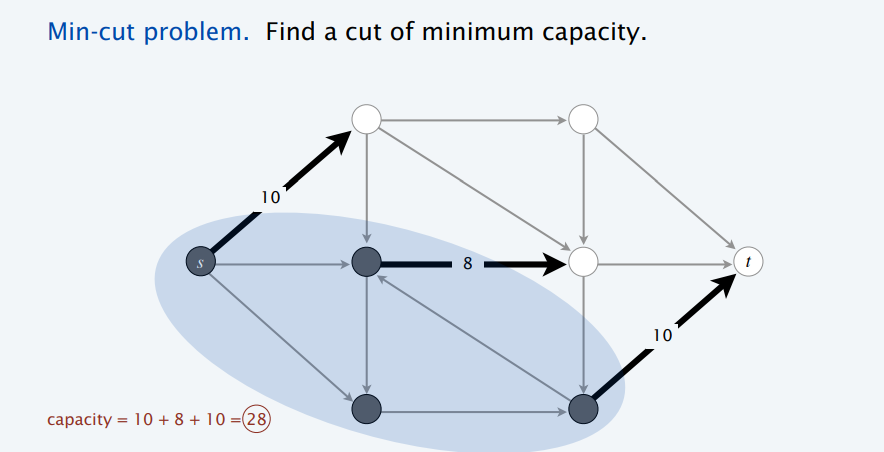 Min-cut problem. Find a cut of minimum capacity.
10
s
8
t
10
capacity = 10 + 8 + 10 = 28